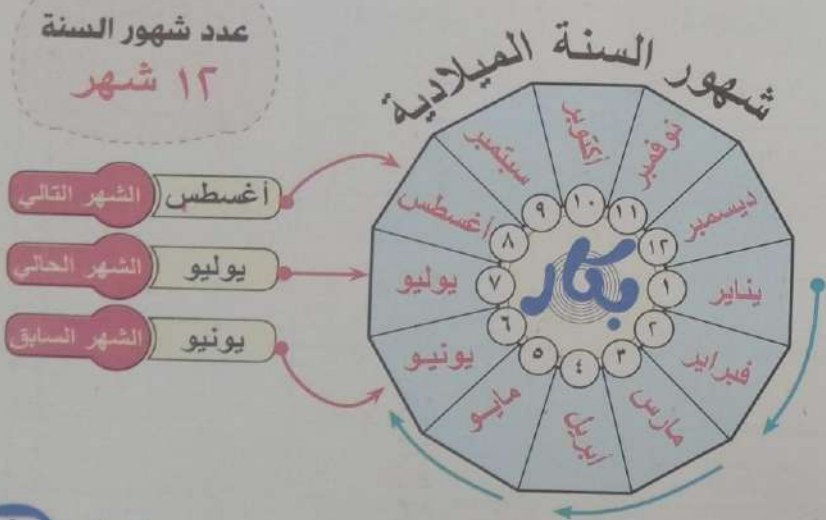 عدد شهور السنة
١٢ شهر
شهور السنة الميلادية
الشهر التالي
أغسطس
الشهر الحالي
يوليو
الشهر السابق
يونيو
يناير
١
فبراير
٢
مارس
٣
أبريل
٤
مايو
٥
يونيو
٦
يوليو
٧
أغسطس
٨
سبتمبر
٩
أكتوبر
١٠
نوفمبر
١١
ديسمبر
١٢
بكار